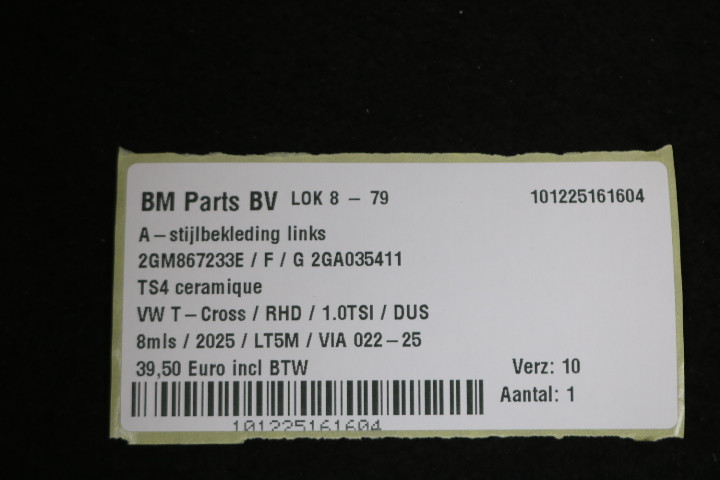 BM Parts BV LOK 8 - 79 101225161604
A-stijlbekleding links
2GM867233E / F / G 2GA035411
TS4 ceramique
VW T-Cross / RHD / 1.0TSI / DUS
8mls / 2025 / LT5M / VIA 022-25
39,50 Euro incl BTW Verz: 10
Aantal: 1
101225161604